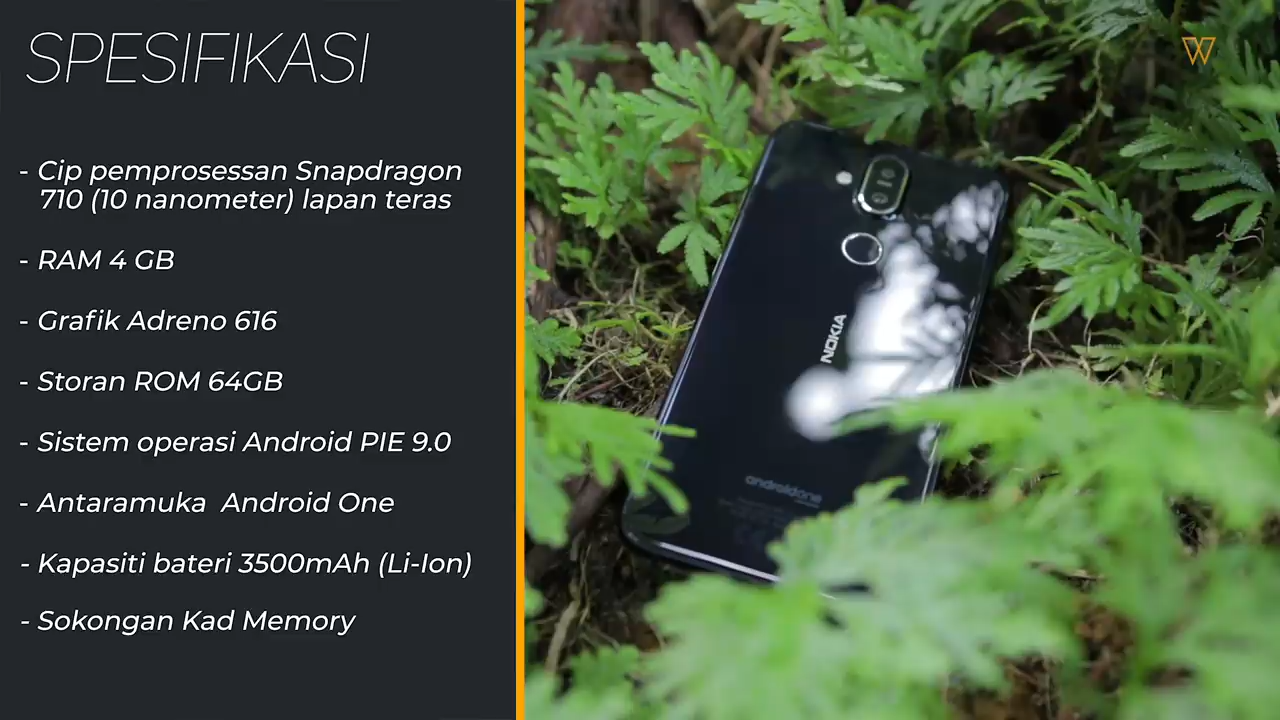 SPESIFIKASI
- Cip pemprosessan Snapdragon
710 (10 nanometer) lapan teras
- RAM 4 GB
- Grafik Adreno 616
- Storan ROM 64GB
- Sistem operasi Android PIE 9.0
- Antaramuka  Android One
- Kapasiti bateri 3500mAh (Li-Ion)
- Sokongan Kad Memory
W
NOKIA
androidone